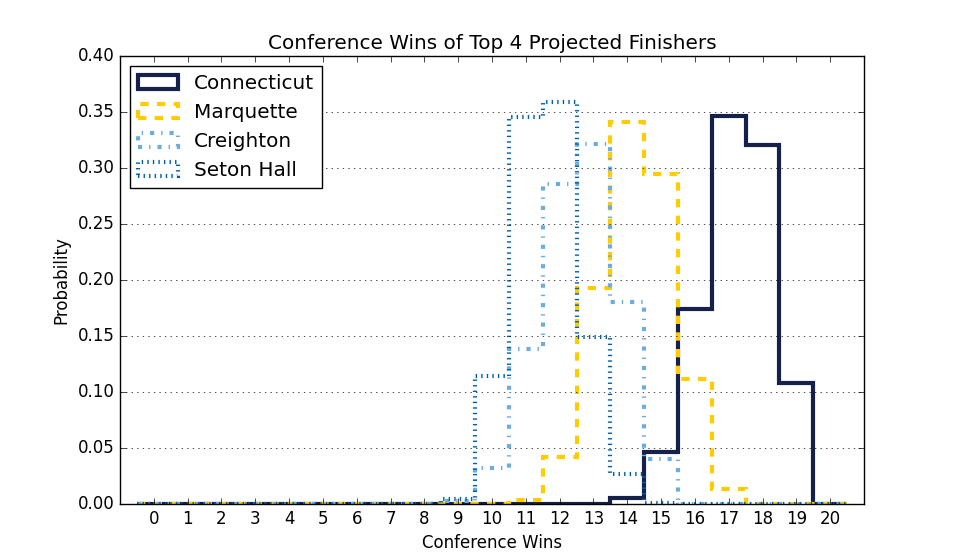 Conference Wins of Top 4 Projected Finishers
0.40
0.35
0.30
0.25
0.20
0.15
0.10
0.05
0.00
Probability
Connecticut
Marquette
Creighton
Seton Hall
0 1 2 3 4 5 6 7 8 9 10 11 12 13 14 15 16 17 18 19 20
Conference Wins